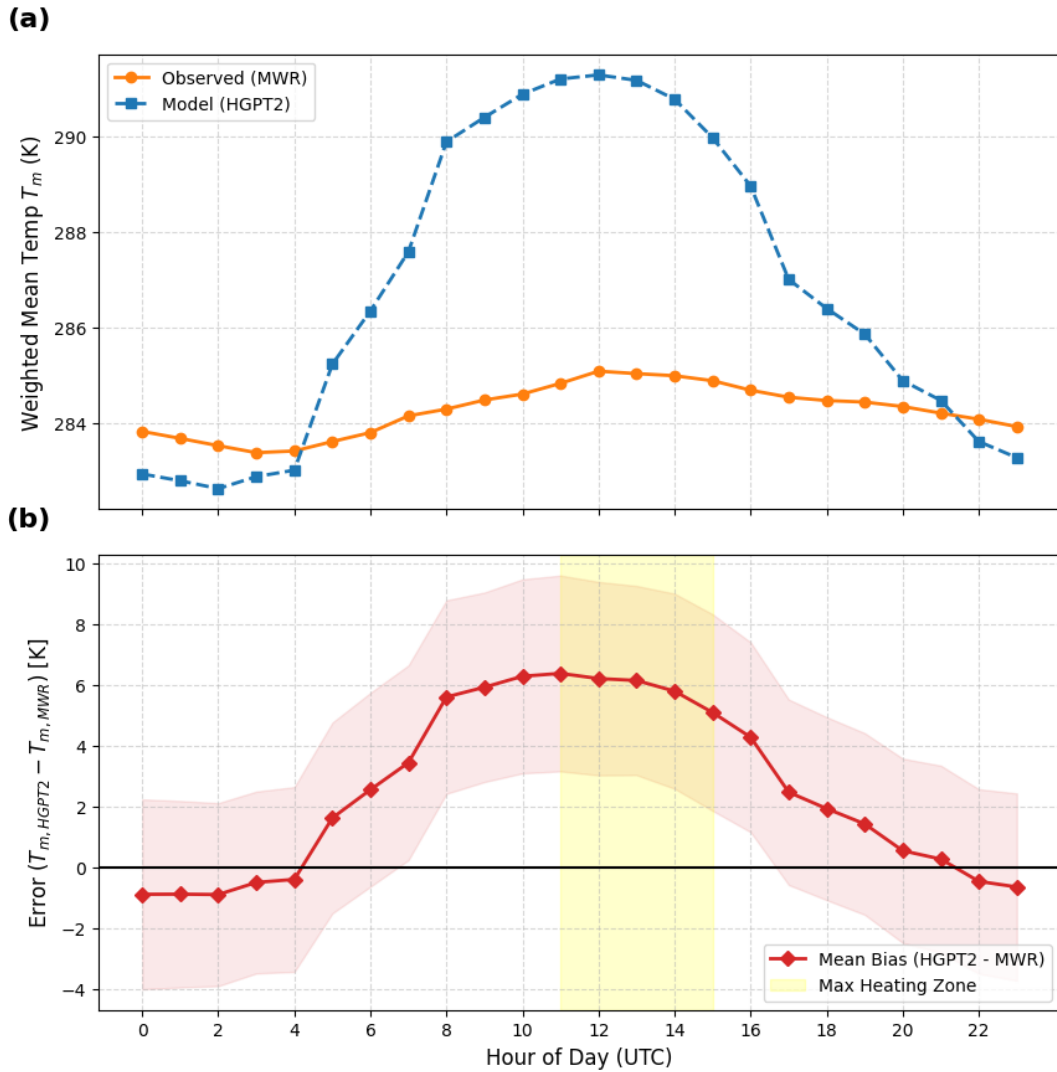 (a)
Observed (MWR)
Model (HGPT2)
Weighted Mean Temp $T_m$ (K)
290
288
286
284
(b)
Error ($T_{m,HGPT2} - T_{m,MWR}$) [K]
10
8
6
4
2
0
−2
−4
Mean Bias (HGPT2 - MWR)
Max Heating Zone
0 2 4 6 8 10 12 14 16 18 20 22
Hour of Day (UTC)